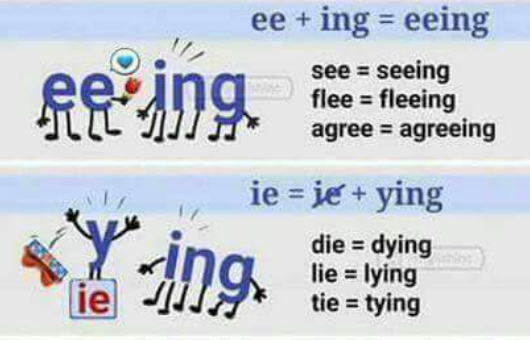 ee + ing = eeing
ee ing
see = seeing
flee = fleeing
agree = agreeing
ie = ie + ying
y ing
ie
die = dying
lie = lying
tie = tying